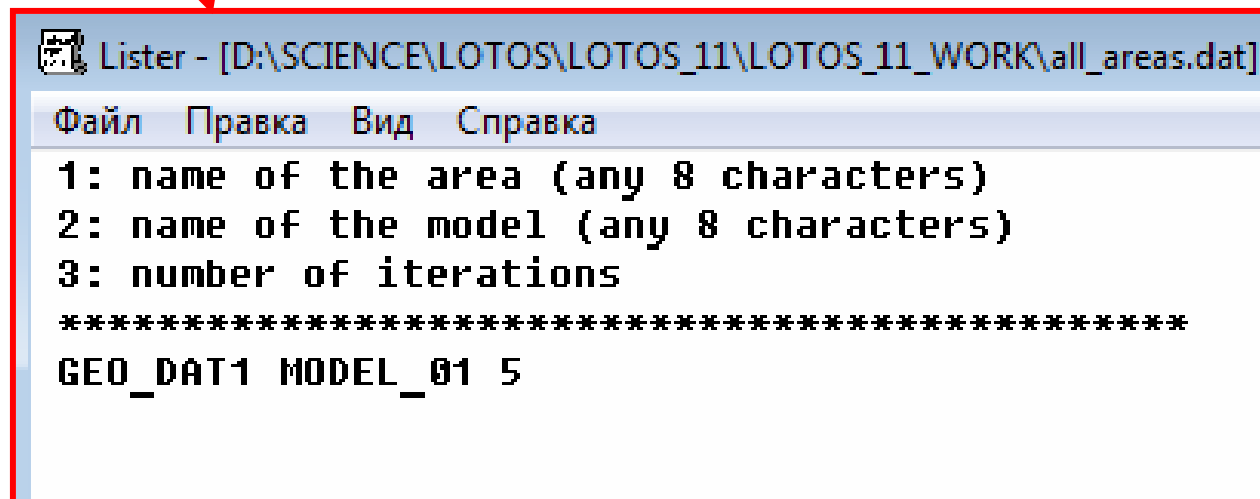 Lister - [D:\SCIENCE\LOTOS\LOTOS_11\LOTOS_11_WORK\all_areas.dat]
Файл Правка Вид Справка
1: name of the area (any 8 characters)
2: name of the model (any 8 characters)
3: number of iterations
**********************************************
GEO_DAT1 MODEL_01 5